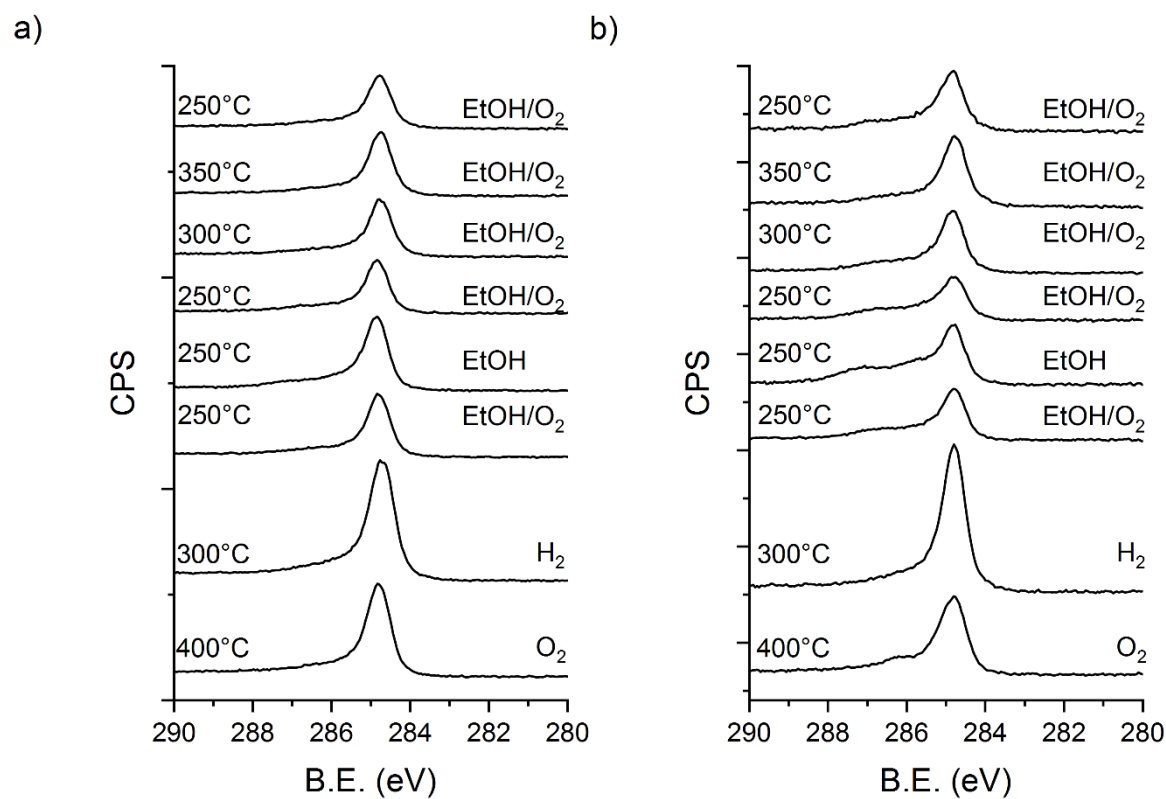 a)
250°C EtOH/O₂
350°C EtOH/O₂
300°C EtOH/O₂
250°C EtOH/O₂
250°C EtOH
250°C EtOH/O₂
300°C H₂
400°C O₂
CPS
290 288 286 284 282 280
B.E. (eV)
b)
250°C EtOH/O₂
350°C EtOH/O₂
300°C EtOH/O₂
250°C EtOH/O₂
250°C EtOH
250°C EtOH/O₂
300°C H₂
400°C O₂
CPS
290 288 286 284 282 280
B.E. (eV)